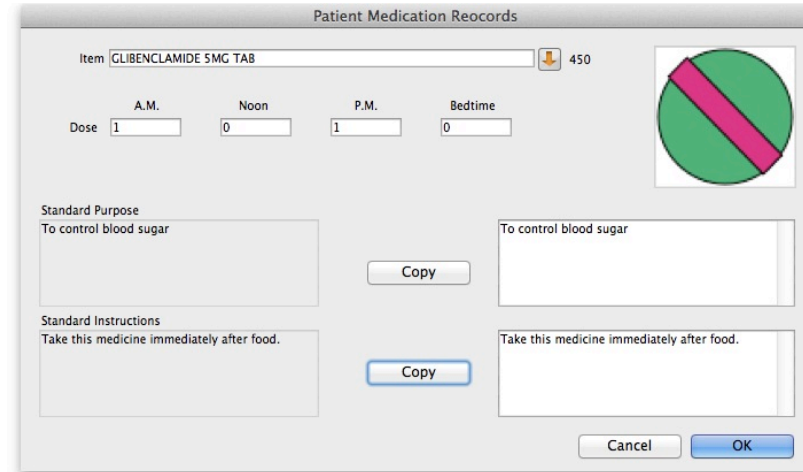 Patient Medication Reocords
Item GLIBENCLAMIDE 5MG TAB 450
A.M. Noon P.M. Bedtime
Dose 1 0 1 0
Standard Purpose
To control blood sugar To control blood sugar
Copy
Standard Instructions
Take this medicine immediately after food. Take this medicine immediately after food.
Copy
Cancel OK